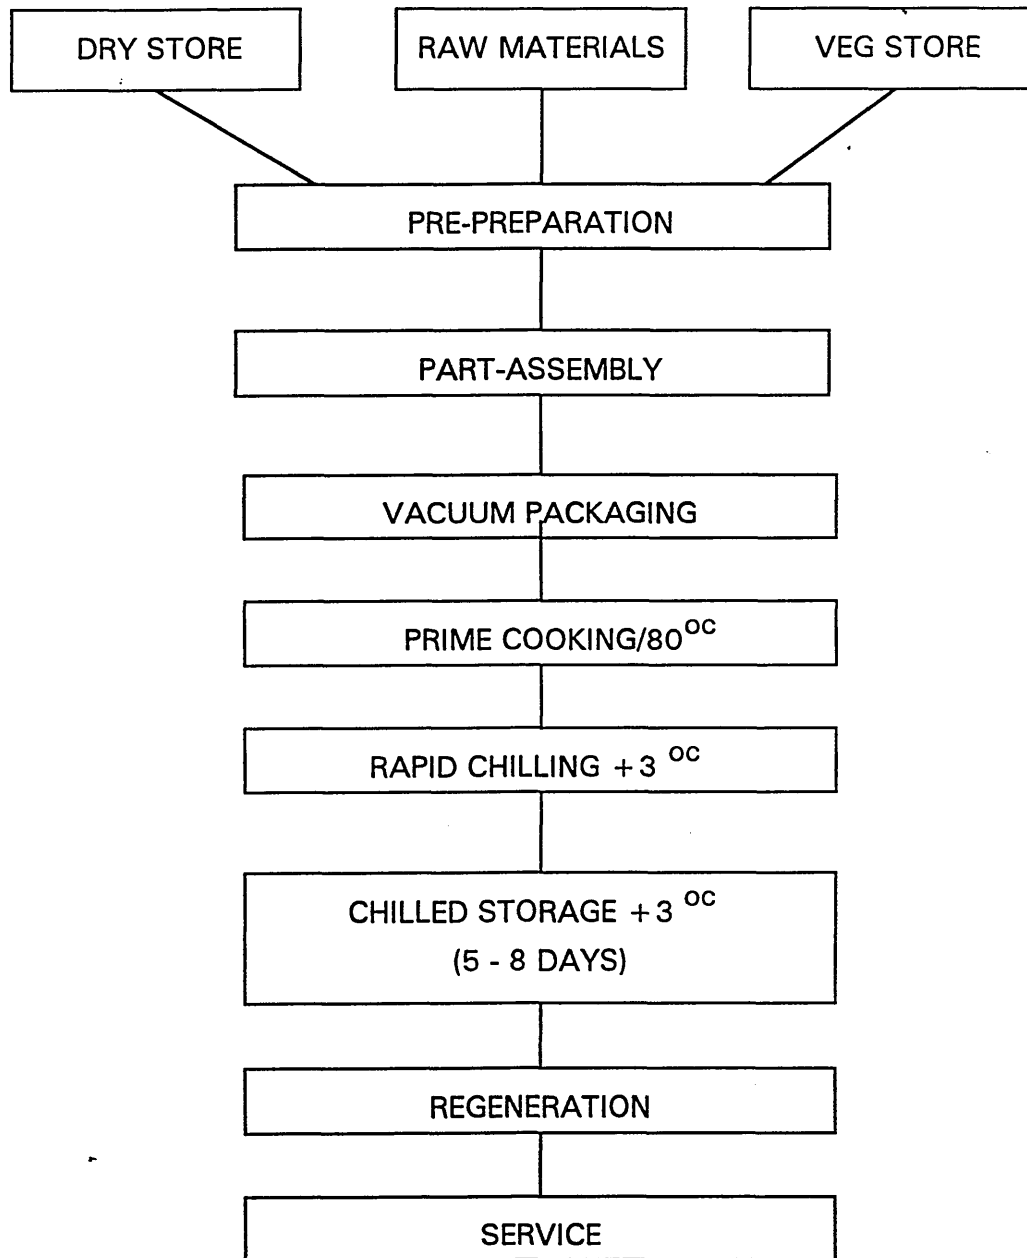 DRY STORE
RAW MATERIALS
VEG STORE
PRE-PREPARATION
PART-ASSEMBLY
VACUUM PACKAGING
PRIME COOKING/80 OC
RAPID CHILLING +3 OC
CHILLED STORAGE +3 OC
(5 - 8 DAYS)
REGENERATION
SERVICE